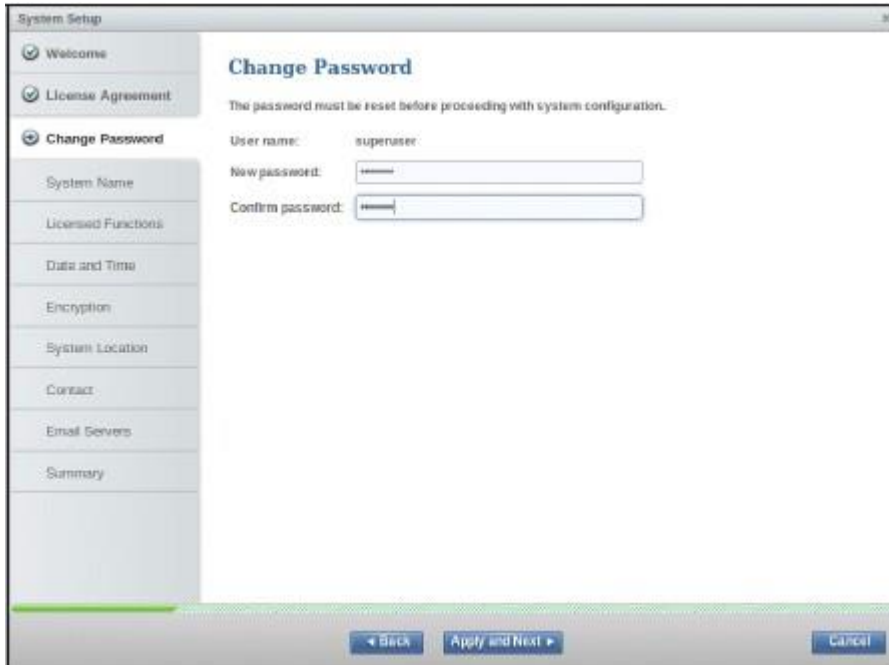 System Setup
Welcome
License Agreement
Change Password
System Name
Licensed Functions
Date and Time
Encryption
System Location
Contact
Email Servers
Summary
Change Password
The password must be reset before proceeding with system configuration.
User name: superuser
New password: ••••••••
Confirm password: ••••••••
Back
Apply and Next
Cancel